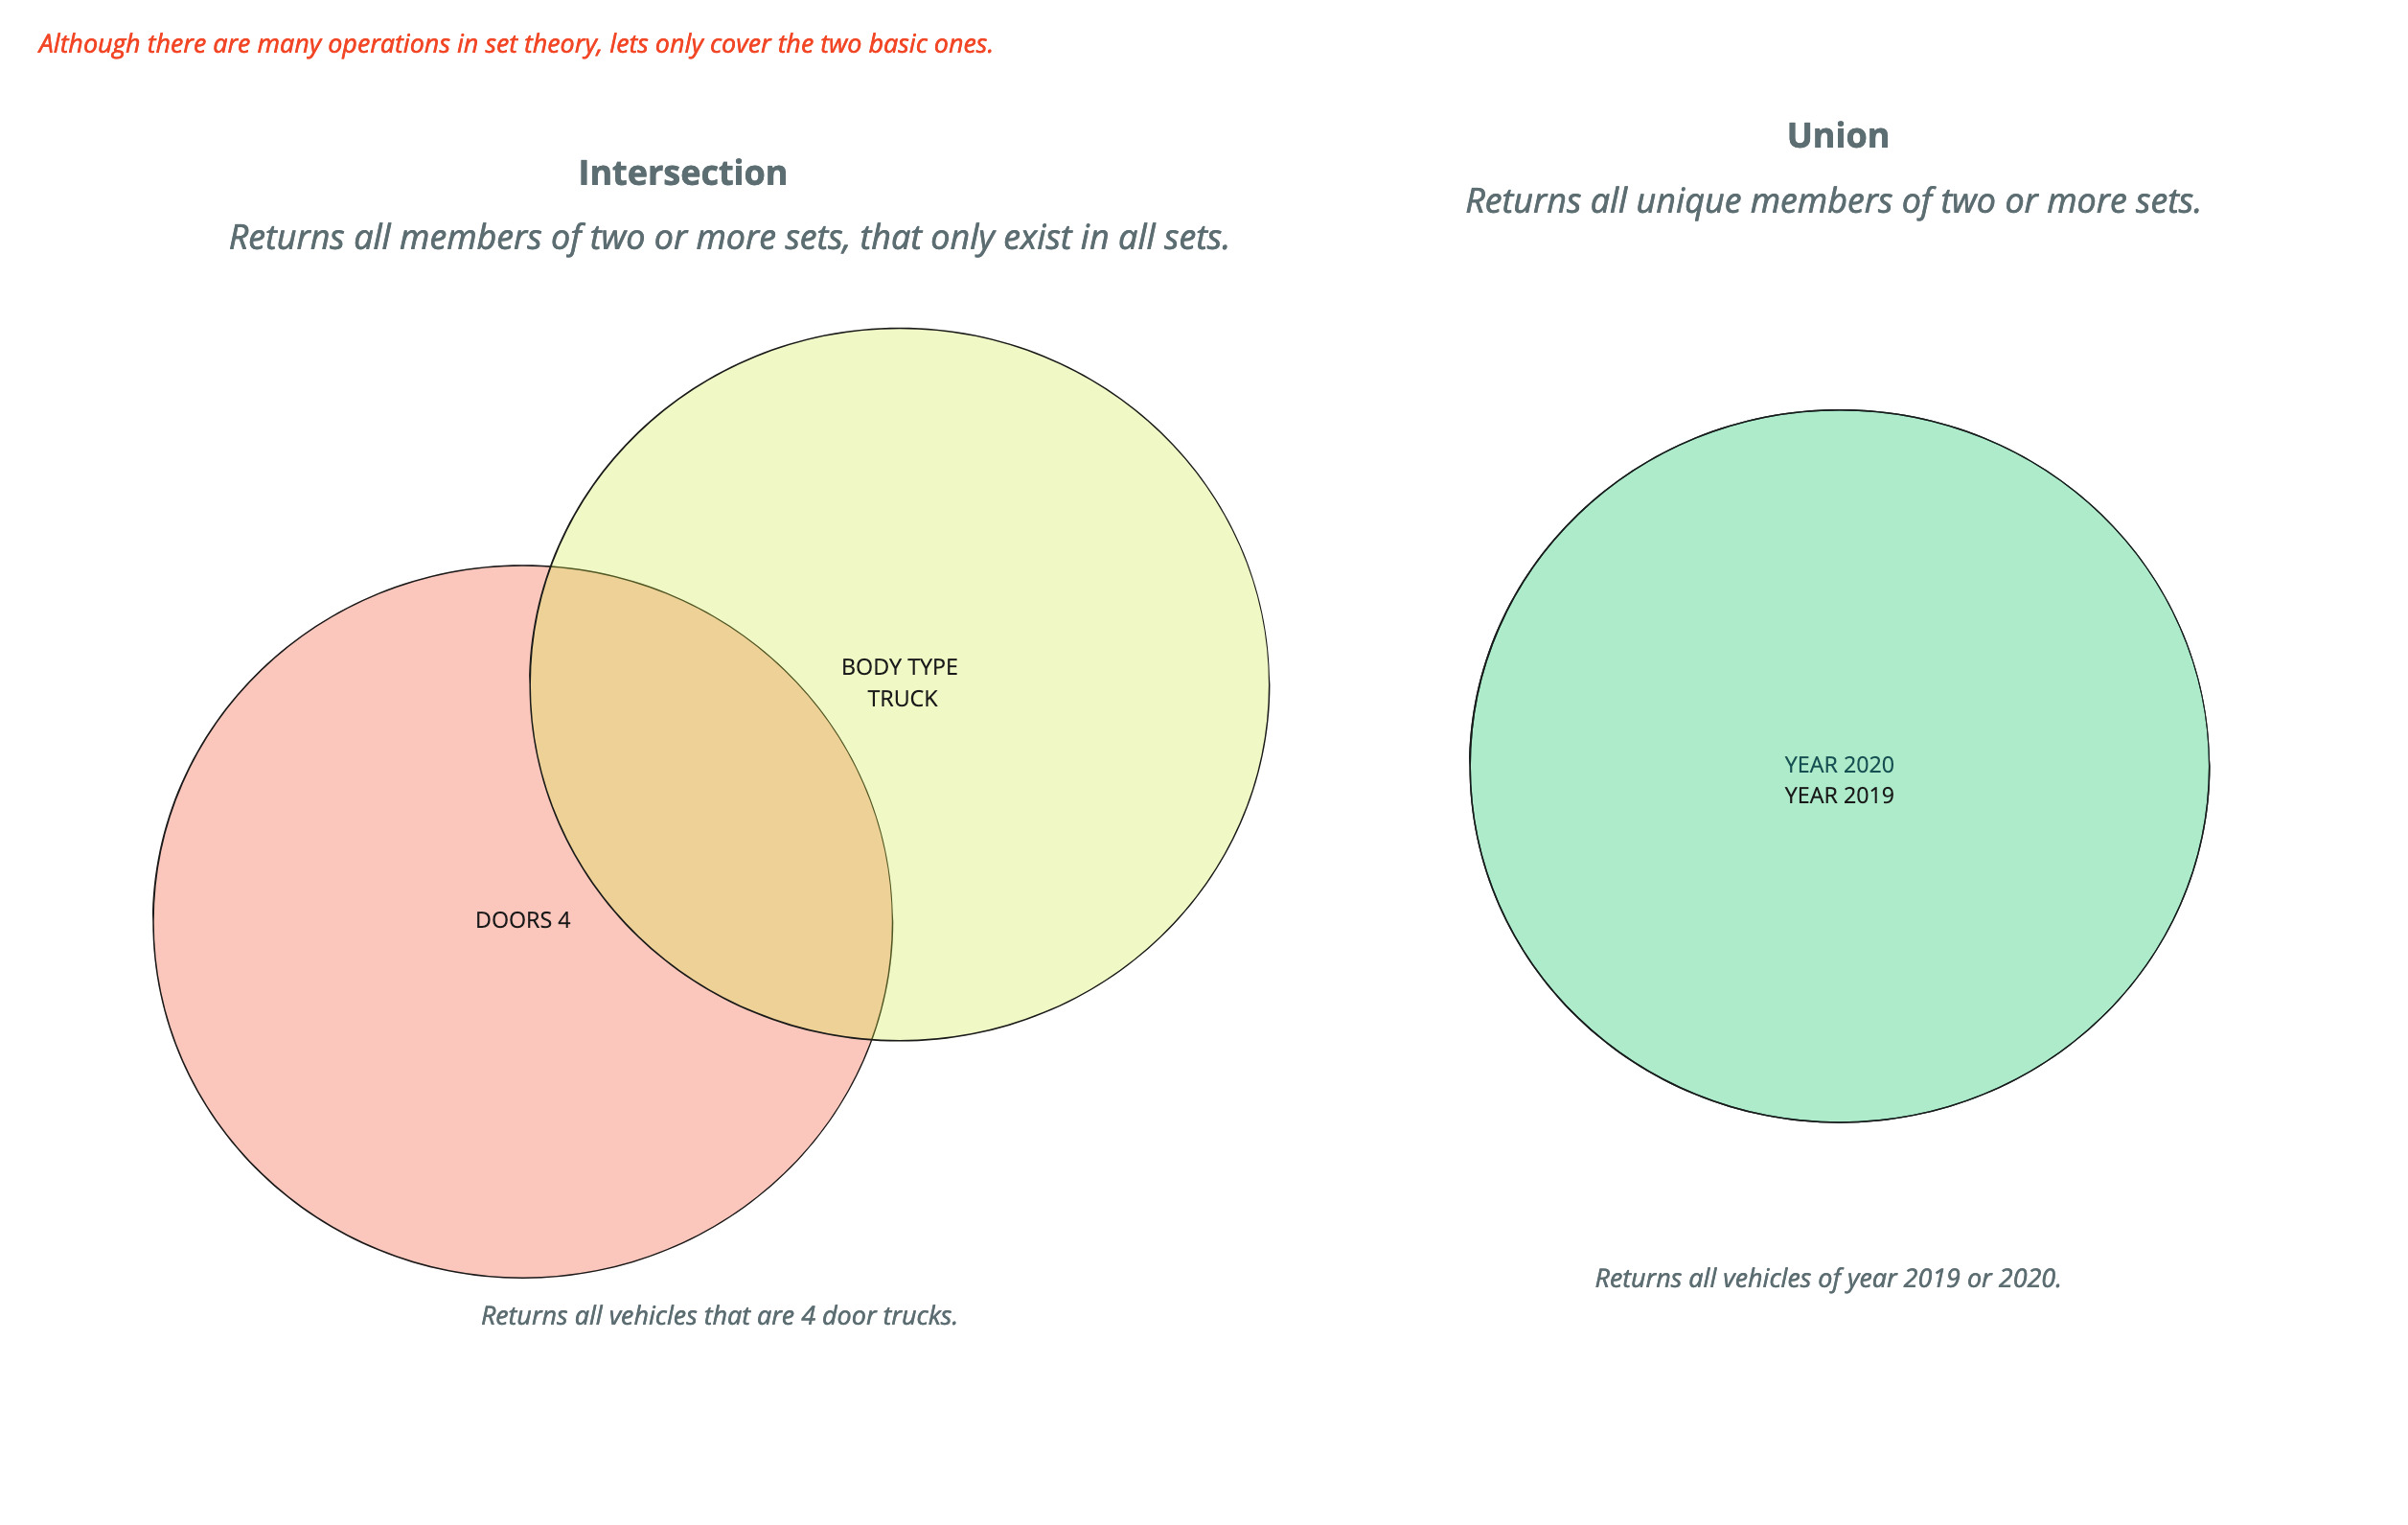 Although there are many operations in set theory, lets only cover the two basic ones.
Intersection
Returns all members of two or more sets, that only exist in all sets.
BODY TYPE
TRUCK
DOORS 4
Returns all vehicles that are 4 door trucks.
Union
Returns all unique members of two or more sets.
YEAR 2020
YEAR 2019
Returns all vehicles of year 2019 or 2020.